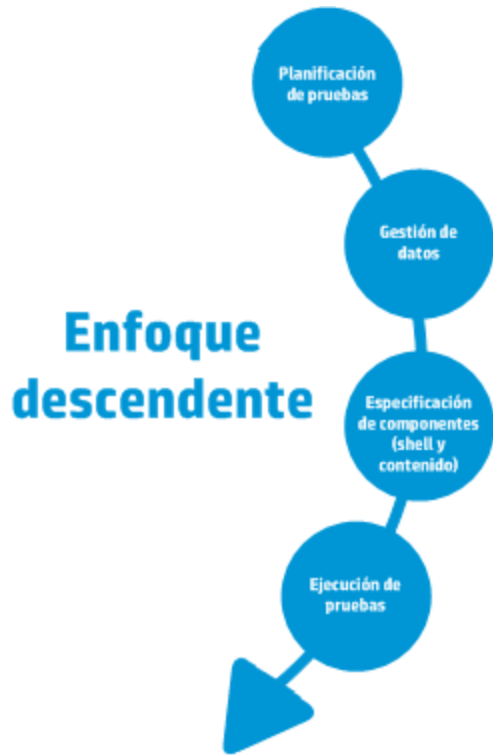 Planificación
de pruebas
Gestión de
datos
Enfoque
descendente
Especificación
de componentes
(shell y
contenido)
Ejecución de
pruebas